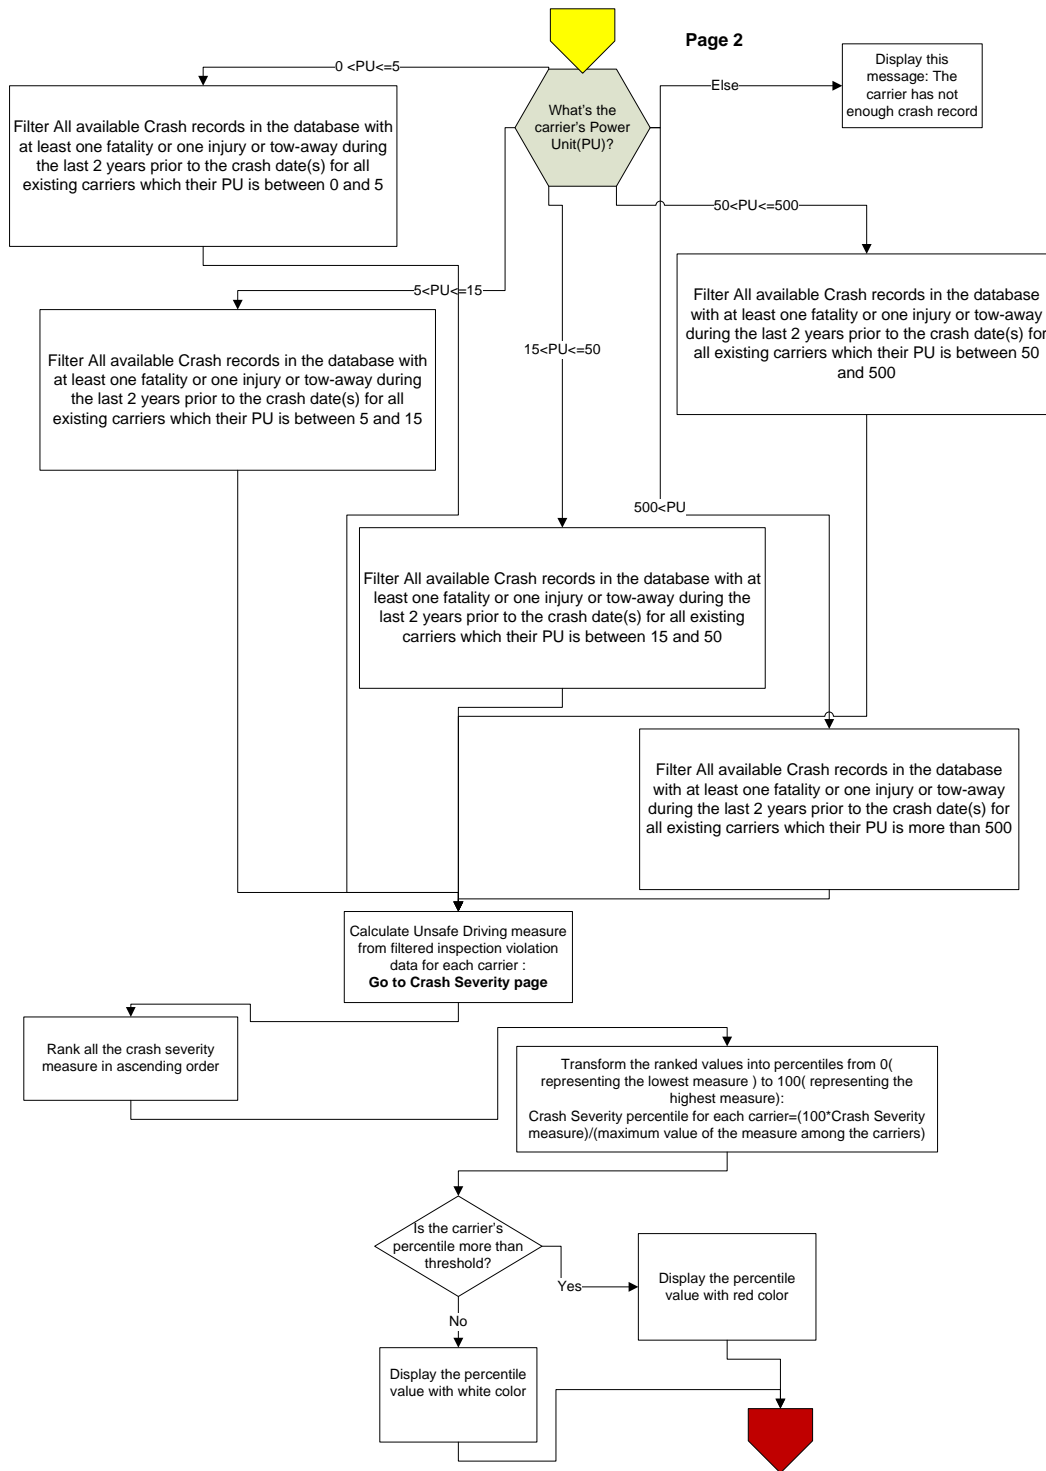 Page 2
0 <PU<=5
Else
Display this
message: The
carrier has not
enough crash record
What's the
carrier's Power
Unit(PU)?
Filter All available Crash records in the database with
at least one fatality or one injury or tow-away during
the last 2 years prior to the crash date(s) for all
existing carriers which their PU is between 0 and 5
50<PU<=500
5<PU<=15
Filter All available Crash records in the database
with at least one fatality or one injury or tow-away
during the last 2 years prior to the crash date(s) for
all existing carriers which their PU is between 50
and 500
15<PU<=50
Filter All available Crash records in the database with
at least one fatality or one injury or tow-away during
the last 2 years prior to the crash date(s) for all
existing carriers which their PU is between 5 and 15
500<PU
Filter All available Crash records in the database with at
least one fatality or one injury or tow-away during the
last 2 years prior to the crash date(s) for all existing
carriers which their PU is between 15 and 50
Filter All available Crash records in the database
with at least one fatality or one injury or tow-away
during the last 2 years prior to the crash date(s) for
all existing carriers which their PU is more than 500
Calculate Unsafe Driving measure
from filtered inspection violation
data for each carrier :
Go to Crash Severity page
Rank all the crash severity
measure in ascending order
Transform the ranked values into percentiles from 0(
representing the lowest measure ) to 100( representing the
highest measure):
Crash Severity percentile for each carrier=(100*Crash Severity
measure)/(maximum value of the measure among the carriers)
Is the carrier's
percentile more than
threshold?
Yes
Display the percentile
value with red color
No
Display the percentile
value with white color